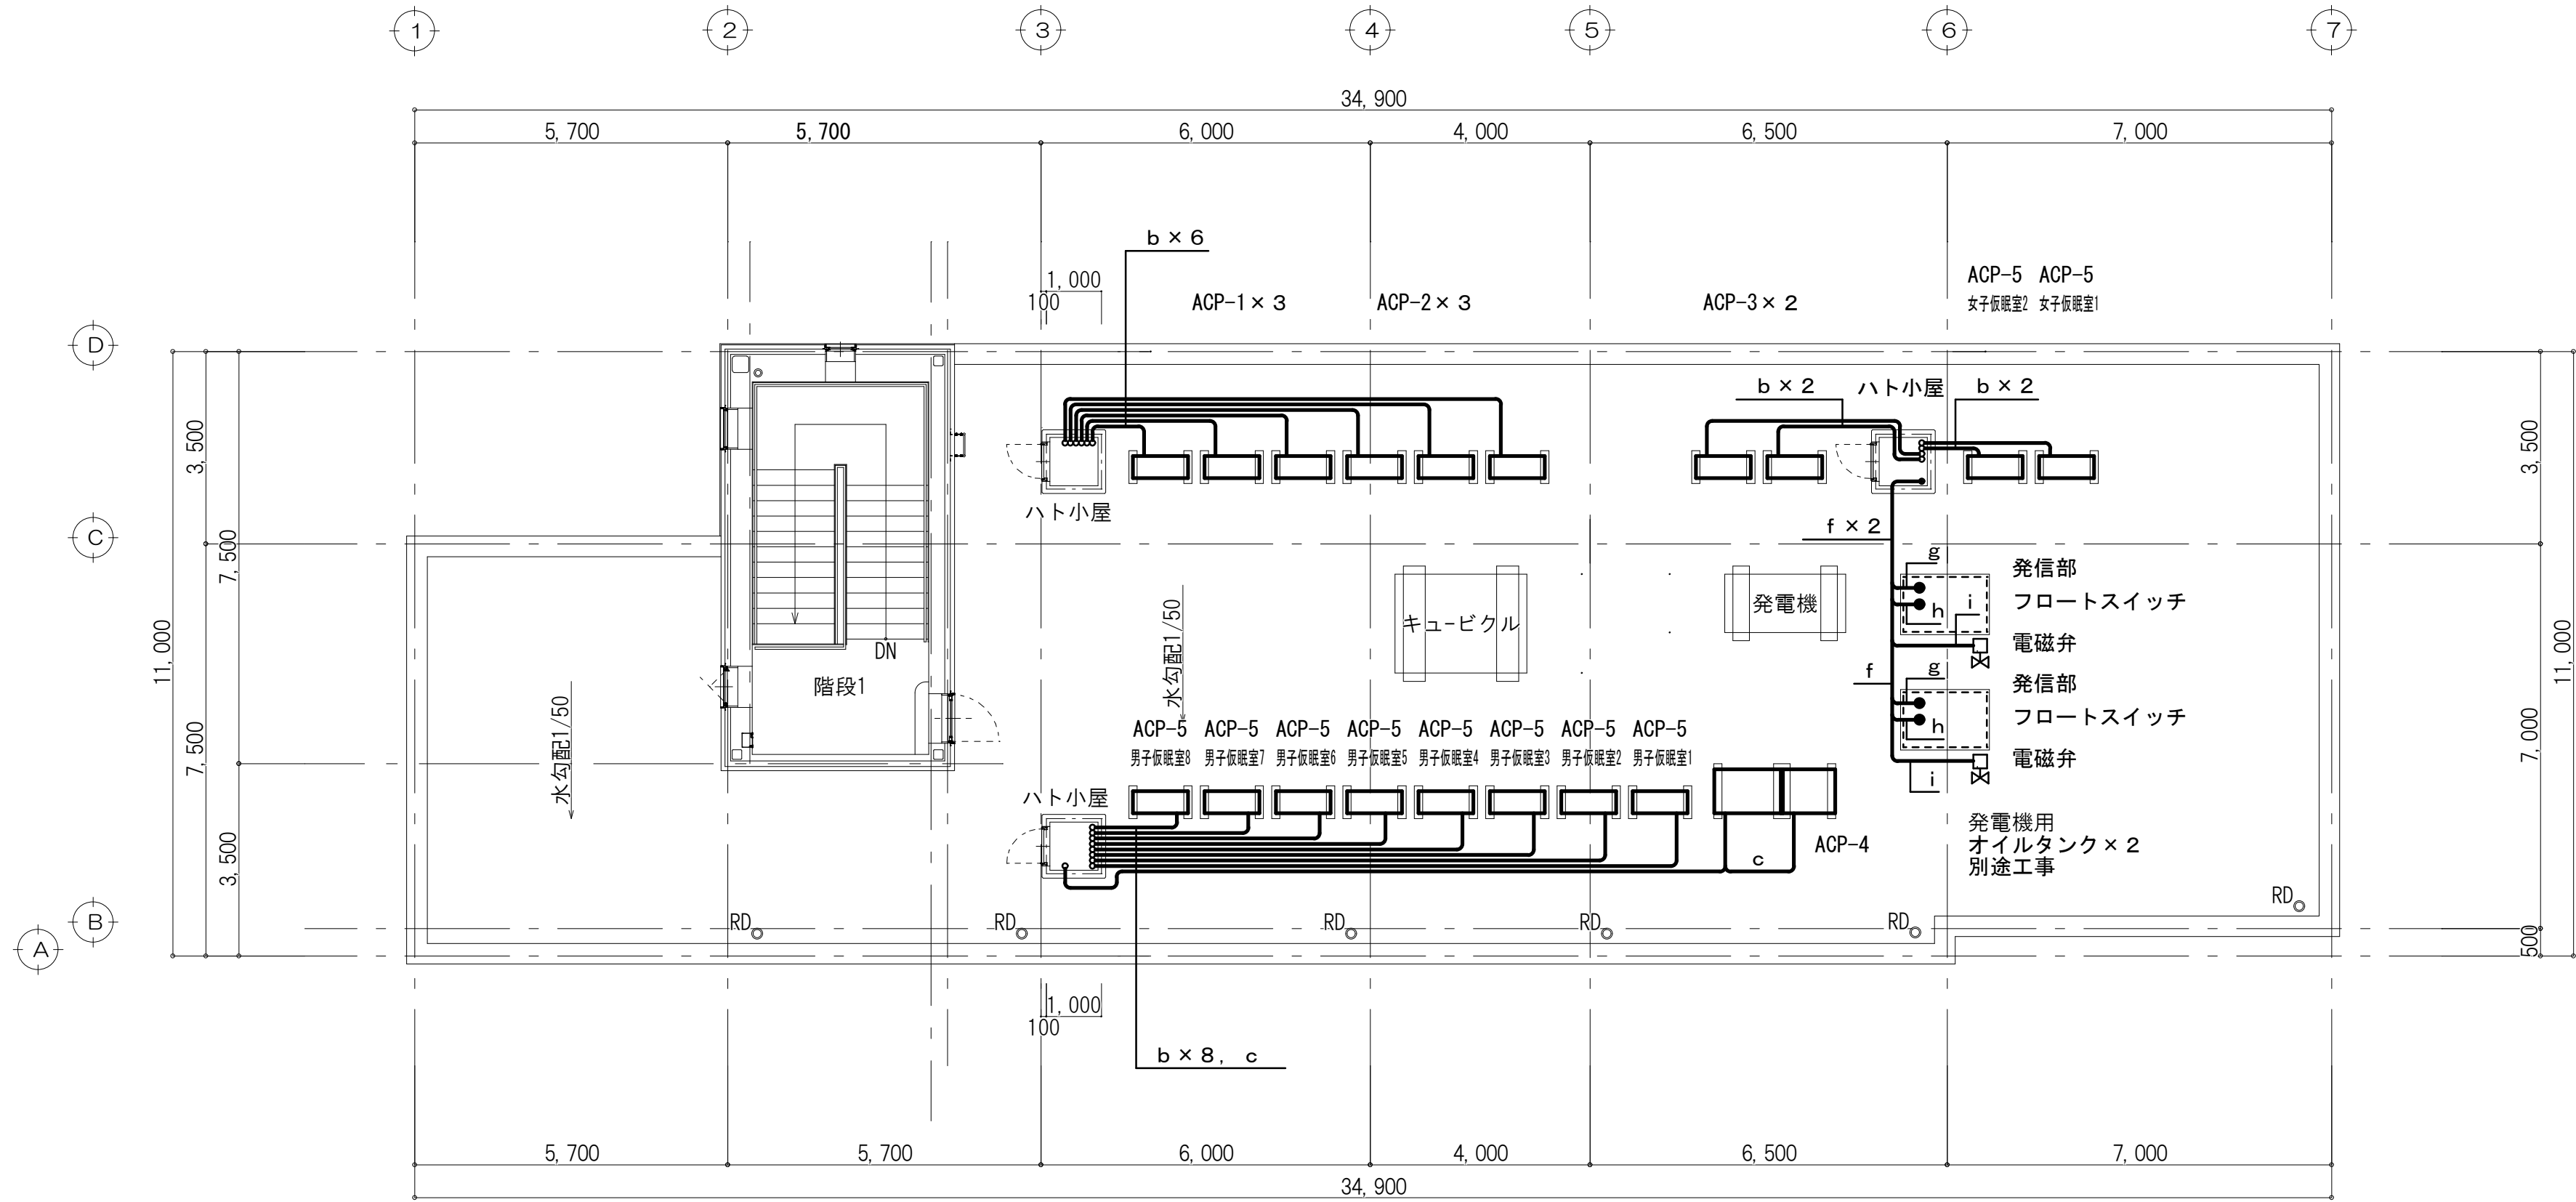 1 2 3 4 5 6 7
34,900
5,700 5,700 6,000 4,000 6,500 7,000
b×6
1,000
100
ACP-1×3
ACP-2×3
ACP-3×2
ACP-5 ACP-5
女子仮眠室2 女子仮眠室1
D
b×2
ハト小屋
b×2
3,500
3,500
ハト小屋
f×2
C
7,500
11,000
g
発信部
h
i
フロートスイッチ
電磁弁
発電機
キュービクル
水勾配1/50
DN
階段1
f
g
発信部
h
フロートスイッチ
電磁弁
i
水勾配1/50
7,500
7,000
11,000
ACP-5 ACP-5 ACP-5 ACP-5 ACP-5 ACP-5 ACP-5 ACP-5
男子仮眠室8 男子仮眠室7 男子仮眠室6 男子仮眠室5 男子仮眠室4 男子仮眠室3 男子仮眠室2 男子仮眠室1
ハト小屋
ACP-4
c
発電機用
オイルタンク×2
別途工事
3,500
RD
B
RD RD RD RD RD
A
500
1,000
100
b×8, c
5,700 5,700 6,000 4,000 6,500 7,000
34,900